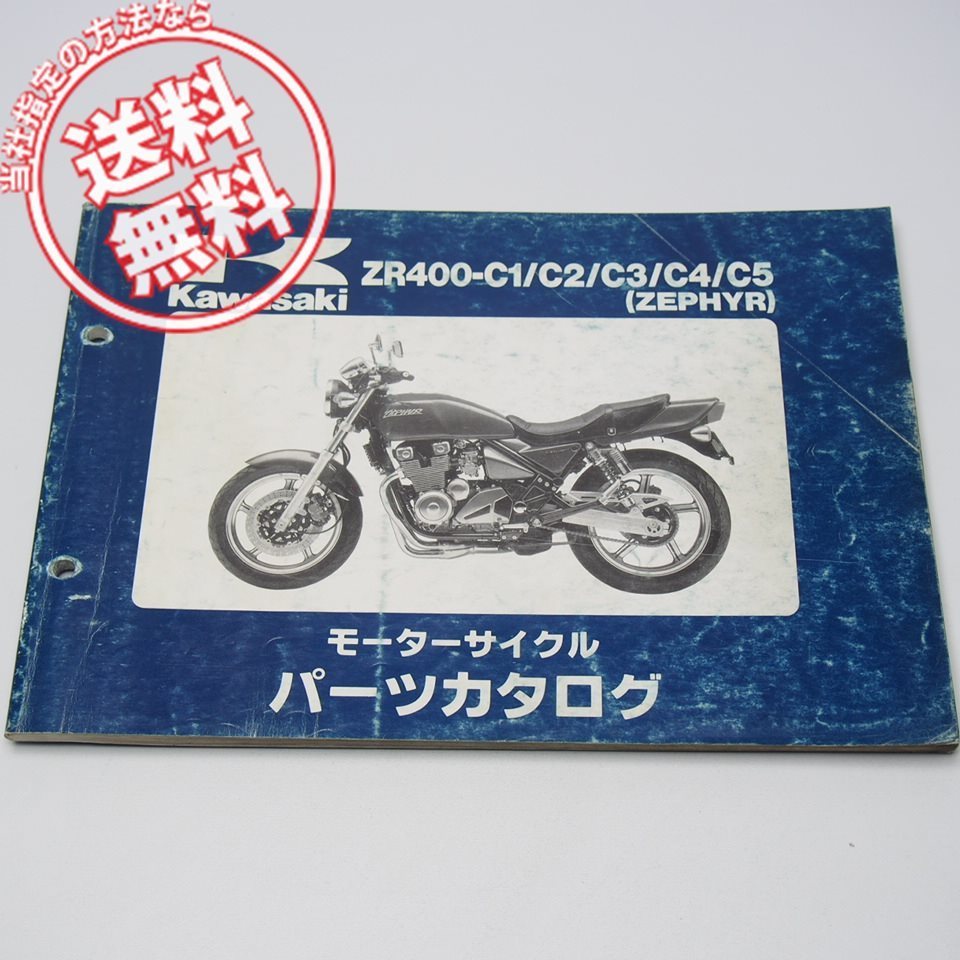 当社指定の方法なら
送料
無料
Kawasaki
ZR400-C1/C2/C3/C4/C5
(ZEPHYR)
ZEPHYR
モーターサイクル
パーツカタログ